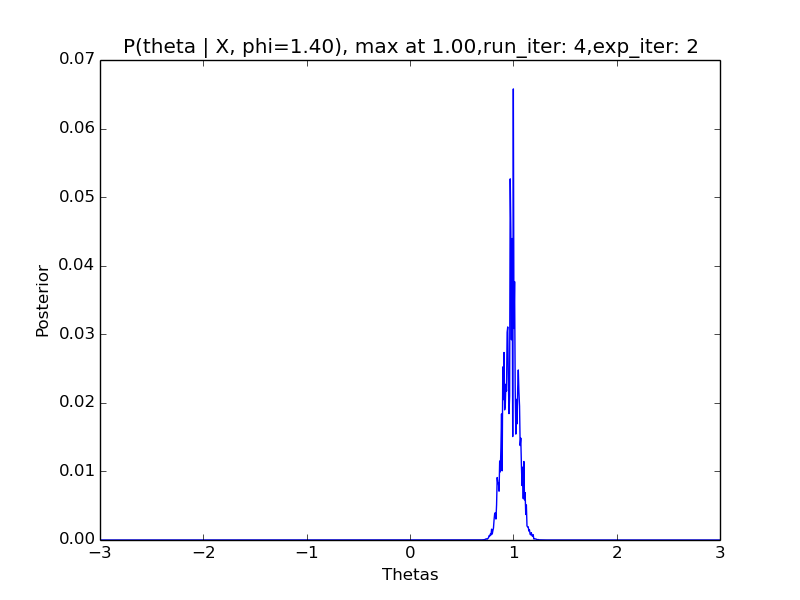 P(theta | X, phi=1.40), max at 1.00,run_iter: 4,exp_iter: 2
0.07
0.06
0.05
0.04
0.03
0.02
0.01
0.00
Posterior
−3 −2 −1 0 1 2 3
Thetas